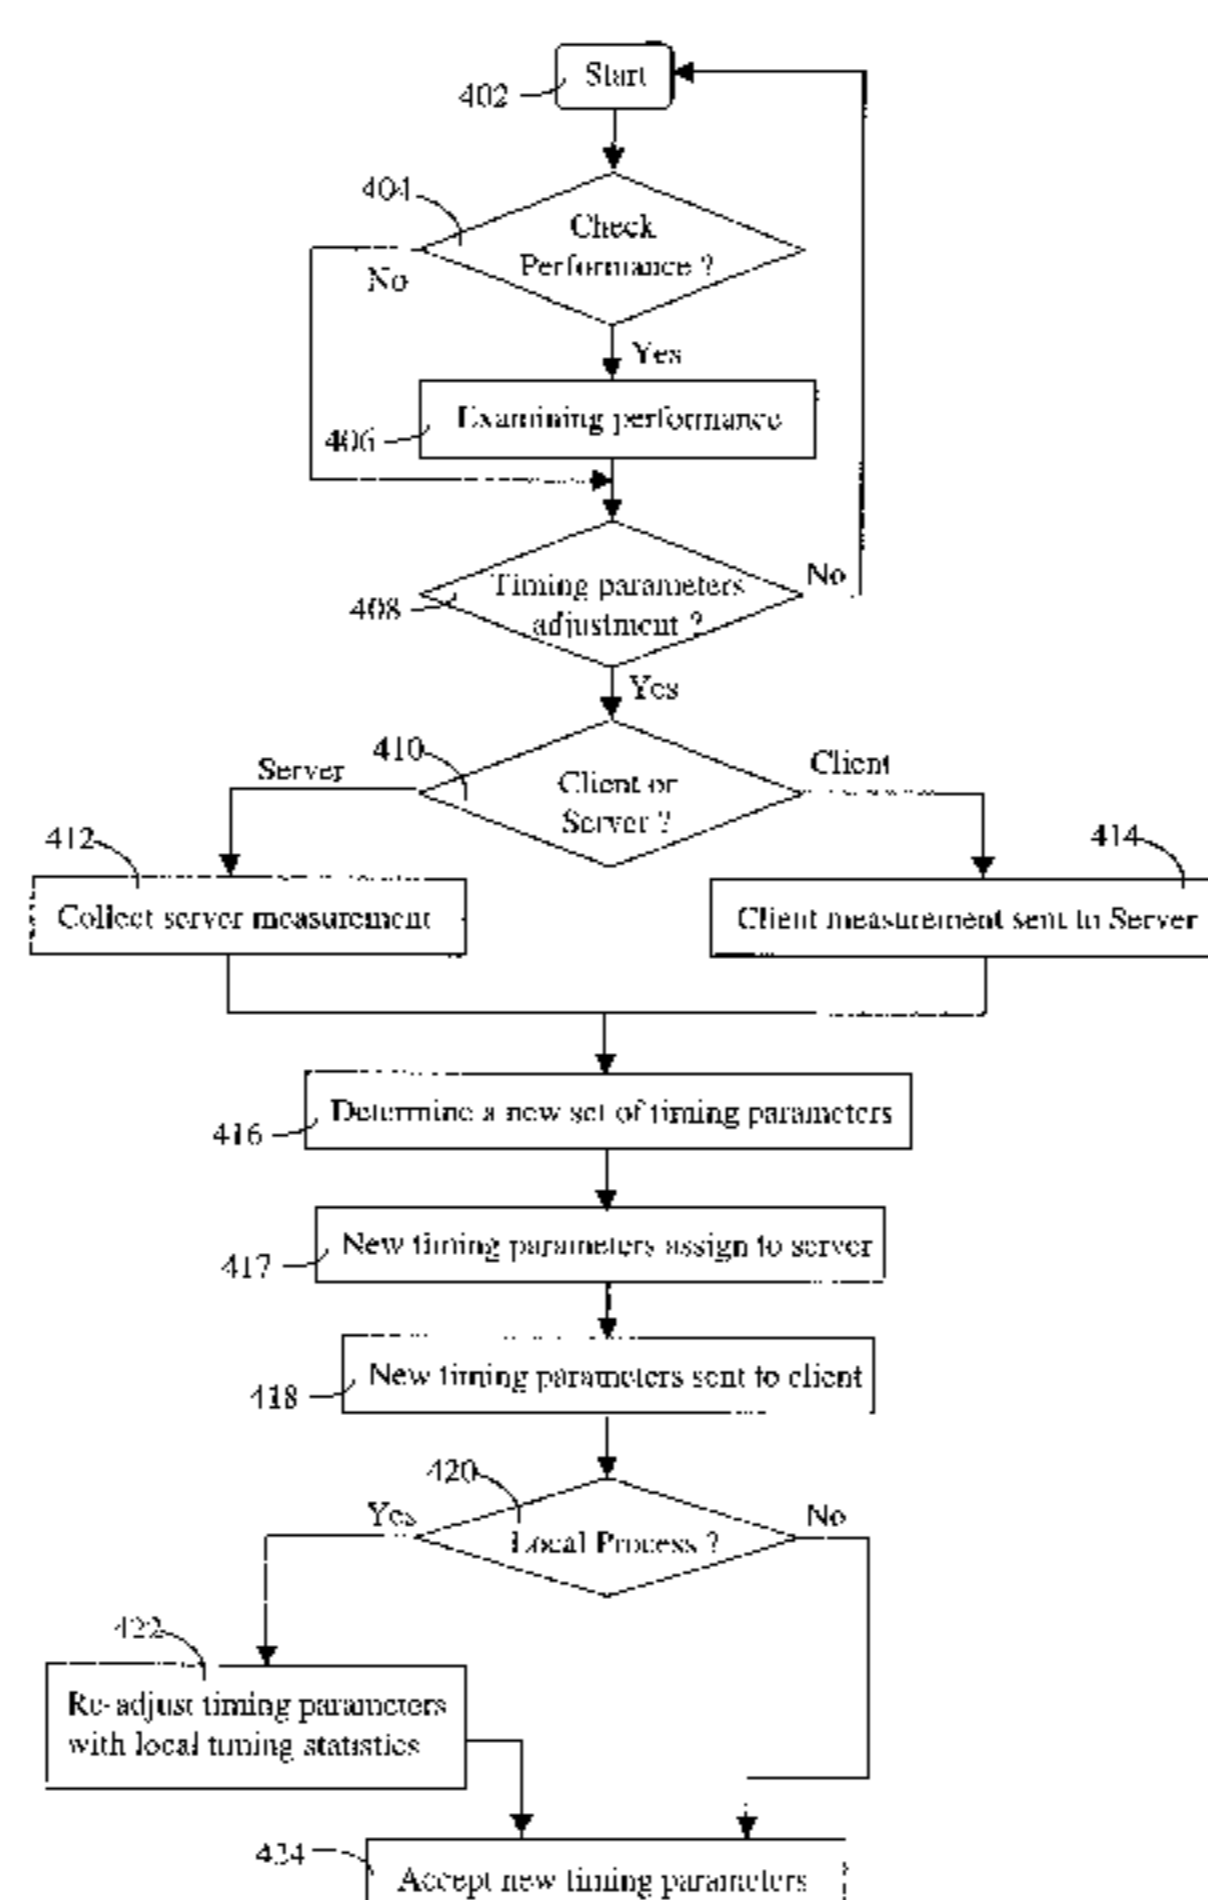 Start
402
404
Check
Performance ?
No
Yes
Examining performance
406
Timing parameters
adjustment ?
No
408
Yes
410
Server
Client
Client or
Server ?
412
414
Collect server measurement
Client measurement sent to Server
Determine a new set of timing parameters
416
New timing parameters assign to server
417
New timing parameters sent to client
418
420
Yes
No
Local Process ?
422
Re-adjust timing parameters
with local timing statistics
424
Accept new timing parameters